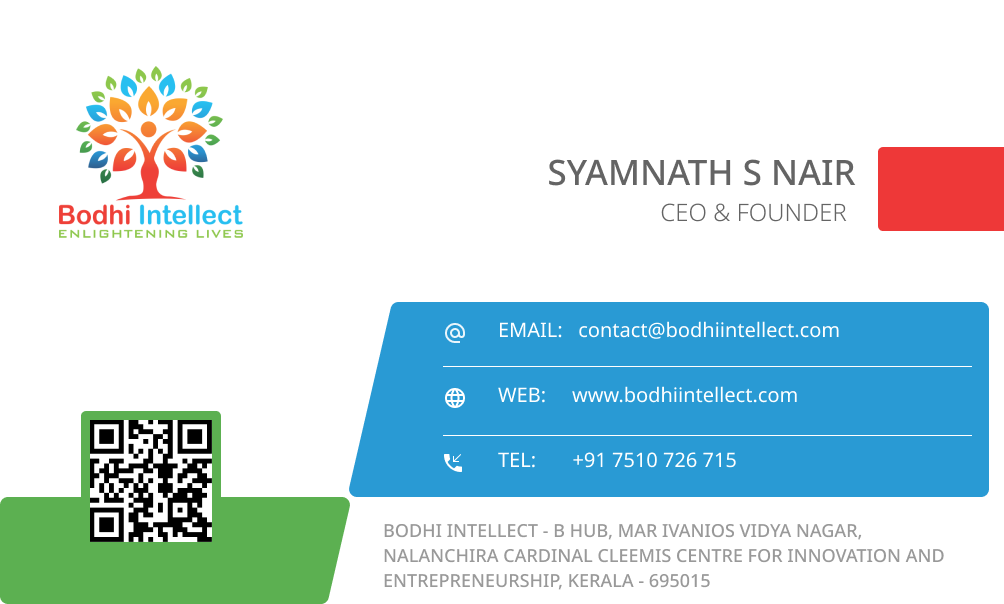 Bodhi Intellect
ENLIGHTENING LIVES
SYAMNATH S NAIR
CEO & FOUNDER
EMAIL: contact@bodhiintellect.com
WEB: www.bodhiintellect.com
TEL: +91 7510 726 715
BODHI INTELLECT - B HUB, MAR IVANIOS VIDYA NAGAR,
NALANCHIRA CARDINAL CLEEMIS CENTRE FOR INNOVATION AND
ENTREPRENEURSHIP, KERALA - 695015